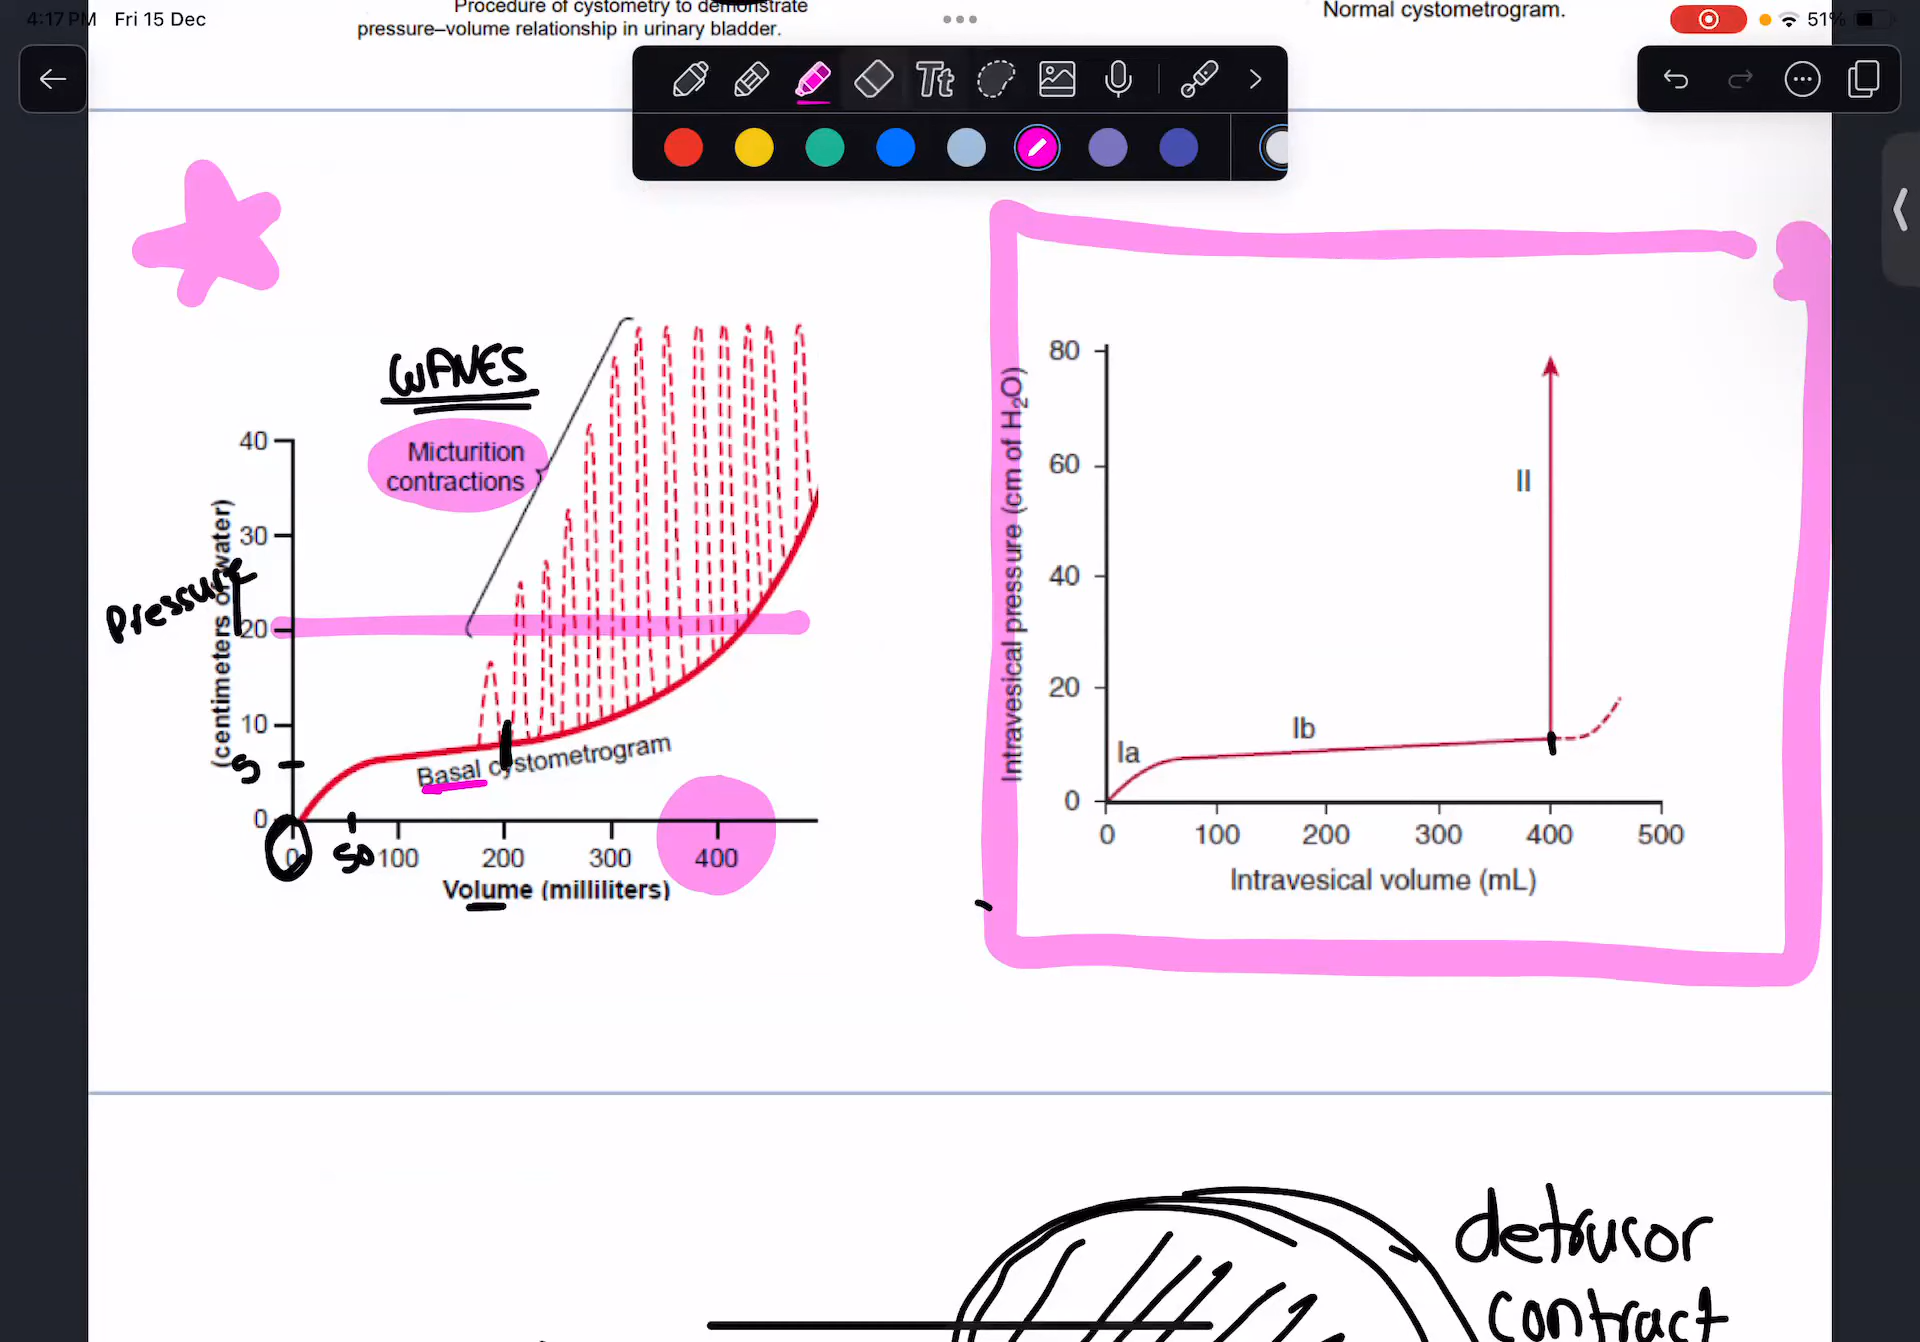 4:17 PM Fri 15 Dec
51%
Procedure of cystometry to demonstrate
pressure–volume relationship in urinary bladder.
Normal cystometrogram.
Tt
WAVES
Micturition
contractions
Pressure
(centimeters of water)
40
30
20
10
5
0
Basal cystometrogram
0
50
100
200
300
400
Volume (milliliters)
Intravesical pressure (cm of H₂O)
80
60
40
20
0
Ia
Ib
II
0
100
200
300
400
500
Intravesical volume (mL)
detrusor
contract